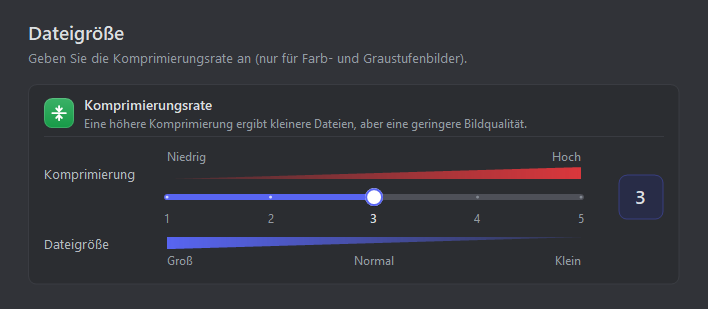 Dateigröße
Geben Sie die Komprimierungsrate an (nur für Farb- und Graustufenbilder).
Komprimierungsrate
Eine höhere Komprimierung ergibt kleinere Dateien, aber eine geringere Bildqualität.
Niedrig Hoch
Komprimierung
3
1 2 3 4 5
Dateigröße
Groß Normal Klein